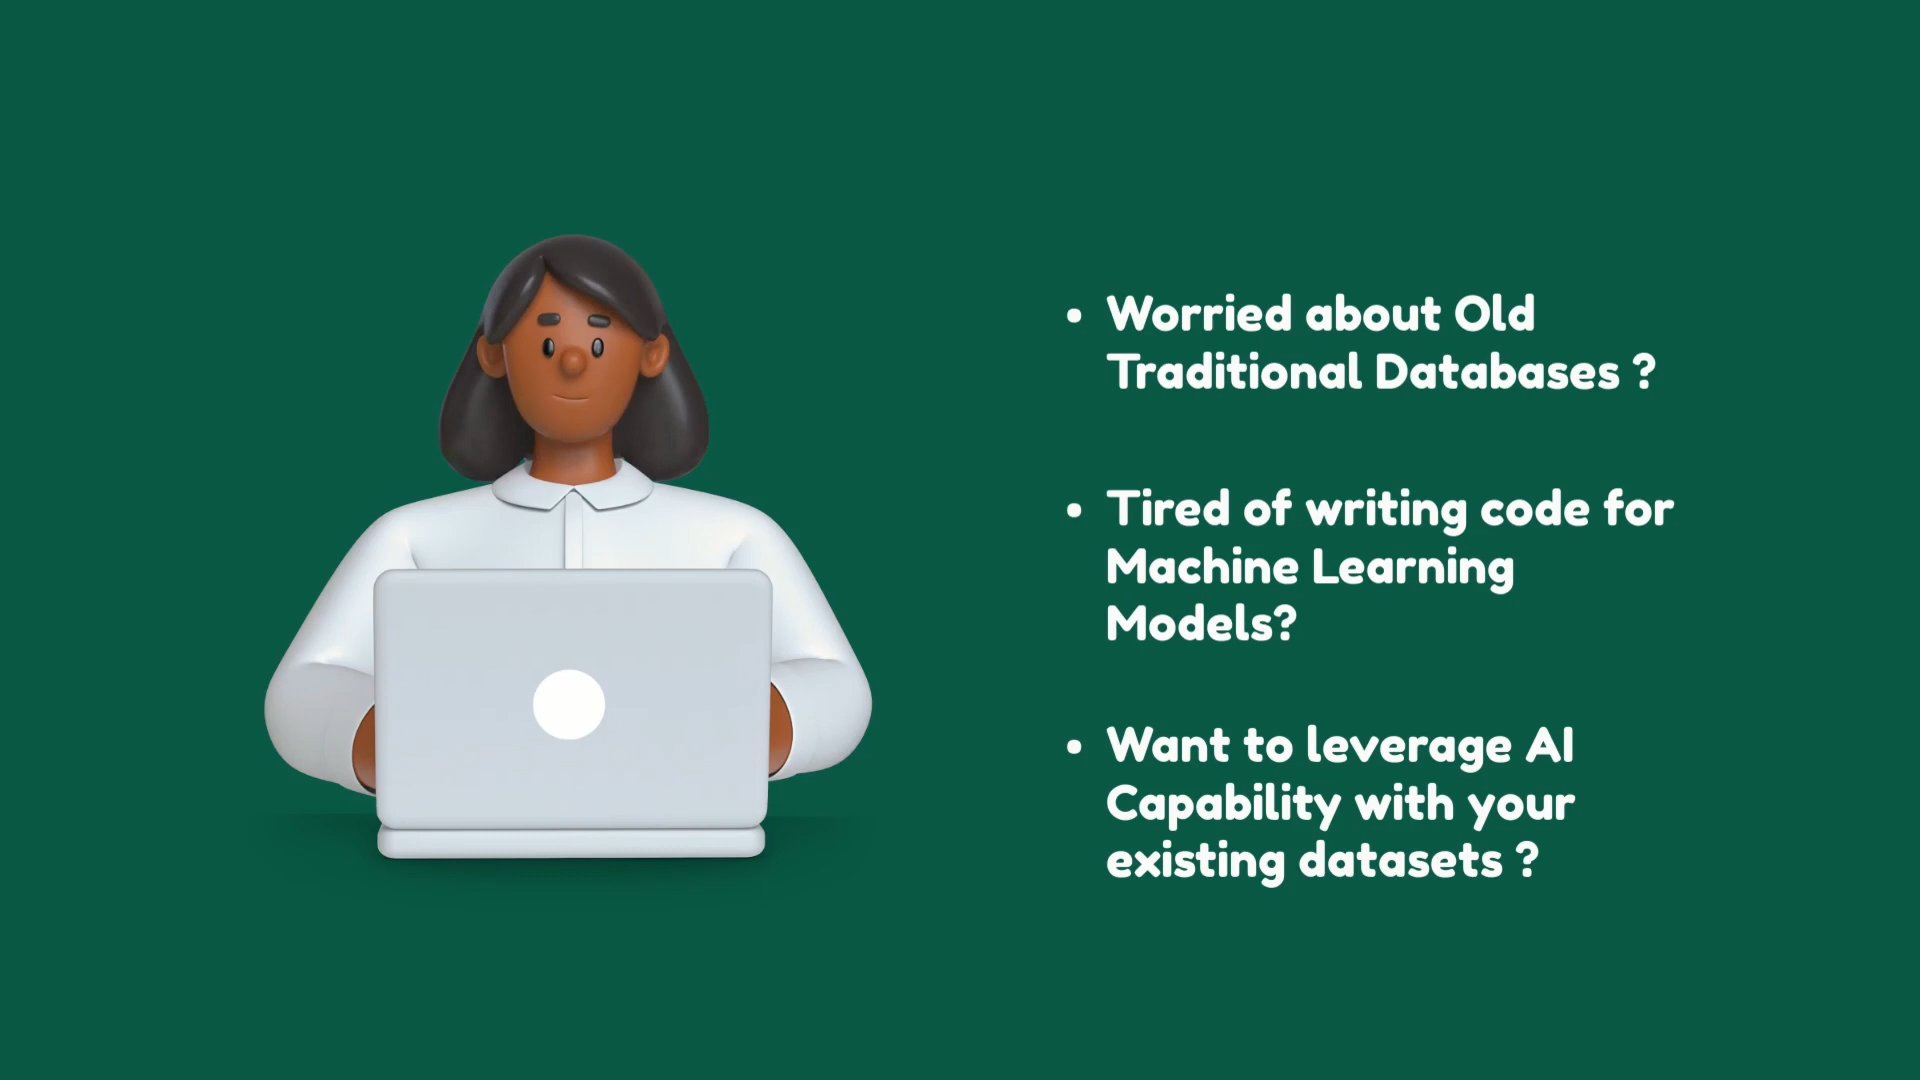 • Worried about Old
Traditional Databases ?
• Tired of writing code for
Machine Learning
Models?
• Want to leverage AI
Capability with your
existing datasets ?